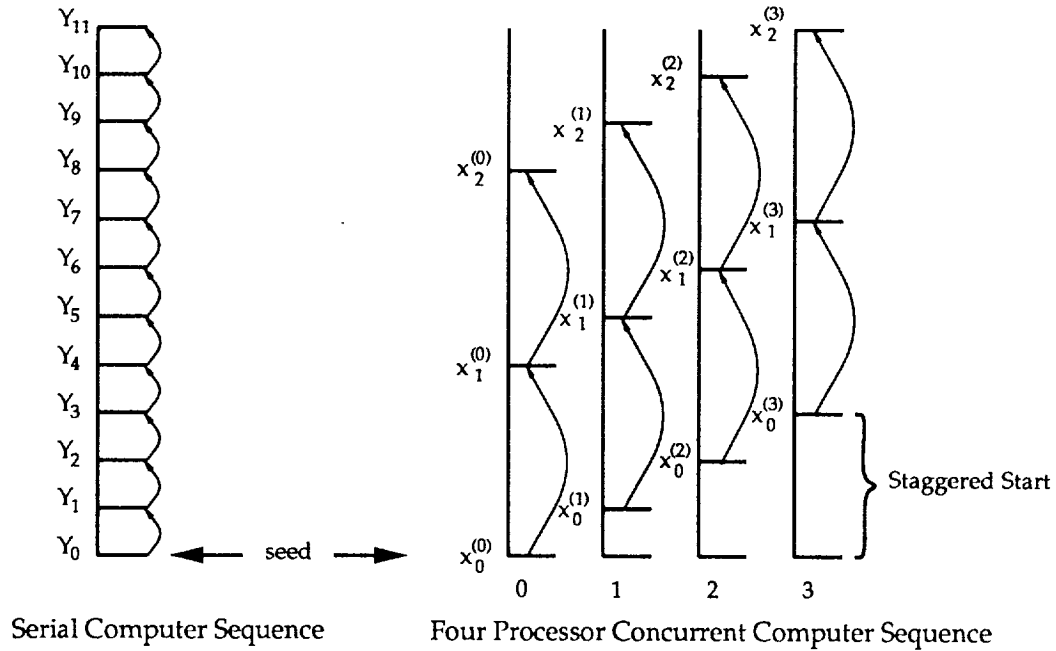 Y₁₁
Y₁₀
Y₉
Y₈
Y₇
Y₆
Y₅
Y₄
Y₃
Y₂
Y₁
Y₀
seed
x₂⁽⁰⁾
x₁⁽⁰⁾
x₀⁽⁰⁾
x₂⁽¹⁾
x₁⁽¹⁾
x₀⁽¹⁾
x₂⁽²⁾
x₁⁽²⁾
x₀⁽²⁾
x₂⁽³⁾
x₁⁽³⁾
x₀⁽³⁾
Staggered Start
0 1 2 3
Serial Computer Sequence
Four Processor Concurrent Computer Sequence